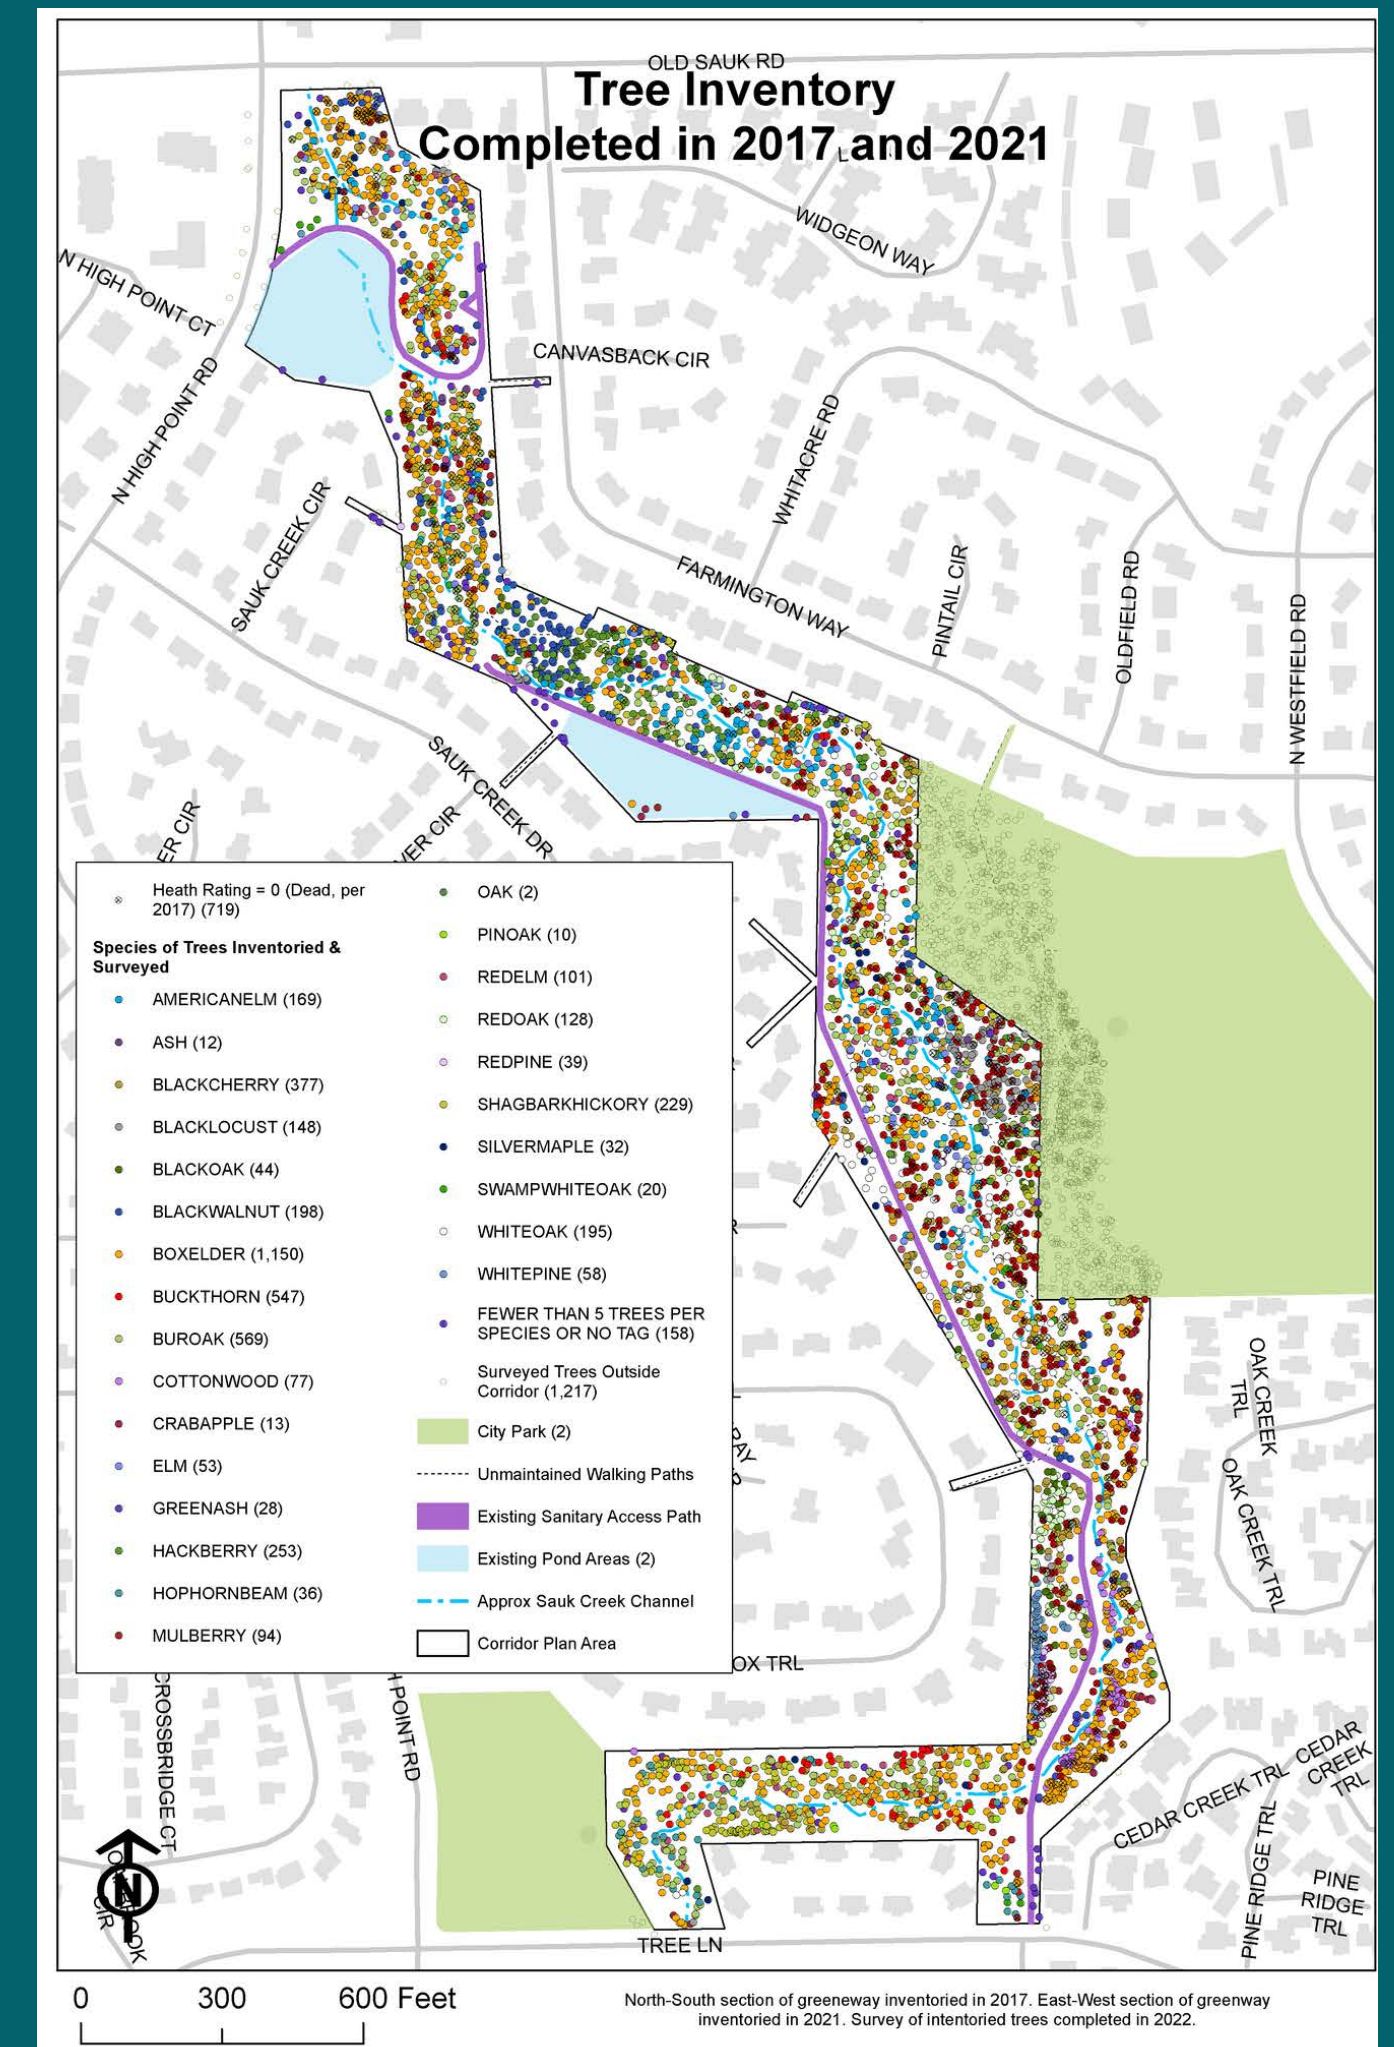 OLD SAUK RD
Tree Inventory
Completed in 2017 and 2021
WIDGEON WAY
N HIGH POINT CT
N HIGH POINT RD
CANVASBACK CIR
WHITACRE RD
SAUK CREEK CIR
FARMINGTON WAY
PINTAIL CIR
OLDFIELD RD
N WESTFIELD RD
SAUK CREEK DR
ER CIR
VER CIR
Heath Rating = 0 (Dead, per
2017) (719)
Species of Trees Inventoried &
Surveyed
AMERICANELM (169)
ASH (12)
BLACKCHERRY (377)
BLACKLOCUST (148)
BLACKOAK (44)
BLACKWALNUT (198)
BOXELDER (1,150)
BUCKTHORN (547)
BUROAK (569)
COTTONWOOD (77)
CRABAPPLE (13)
ELM (53)
GREENASH (28)
HACKBERRY (253)
HOPHORNBEAM (36)
MULBERRY (94)
OAK (2)
PINOAK (10)
REDELM (101)
REDOAK (128)
REDPINE (39)
SHAGBARKHICKORY (229)
SILVERMAPLE (32)
SWAMPWHITEOAK (20)
WHITEOAK (195)
WHITEPINE (58)
FEWER THAN 5 TREES PER
SPECIES OR NO TAG (158)
Surveyed Trees Outside
Corridor (1,217)
City Park (2)
Unmaintained Walking Paths
Existing Sanitary Access Path
Existing Pond Areas (2)
Approx Sauk Creek Channel
Corridor Plan Area
OAK CREEK
TRL
OAK CREEK TRL
OX TRL
CROSSBRIDGE CT
H POINT RD
CEDAR
CREEK
TRL
CEDAR CREEK TRL
PINE RIDGE TRL
PINE
RIDGE
TRL
N
CIR
TREE LN
0 300 600 Feet
North-South section of greeneway inventoried in 2017. East-West section of greenway
inventoried in 2021. Survey of intentoried trees completed in 2022.